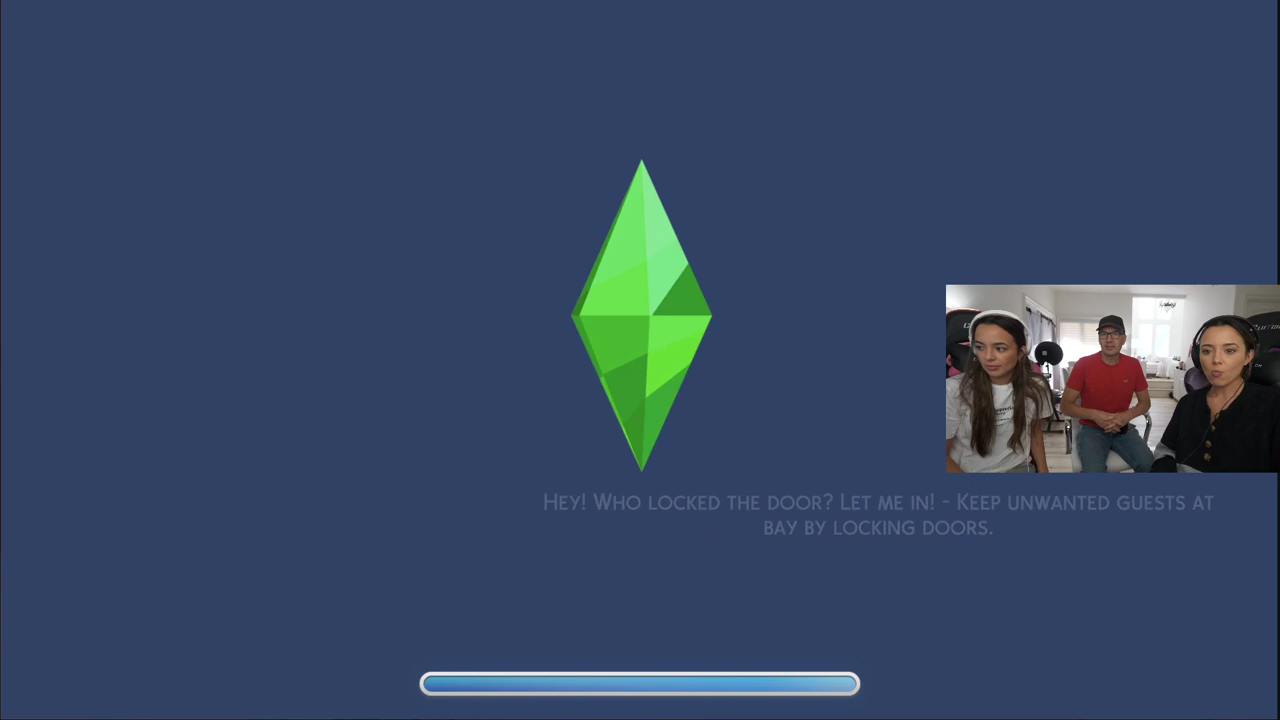 Hey! Who locked the door? Let me in! - Keep unwanted guests at
bay by locking doors.